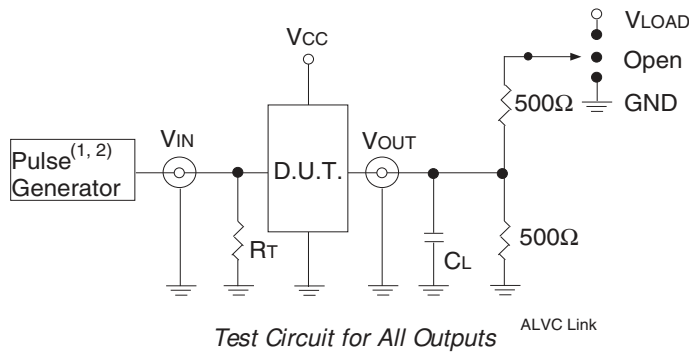 VLOAD
VCC
Open
500Ω
GND
VIN
VOUT
Pulse(1, 2)
Generator
D.U.T.
RT
CL
500Ω
ALVC Link
Test Circuit for All Outputs